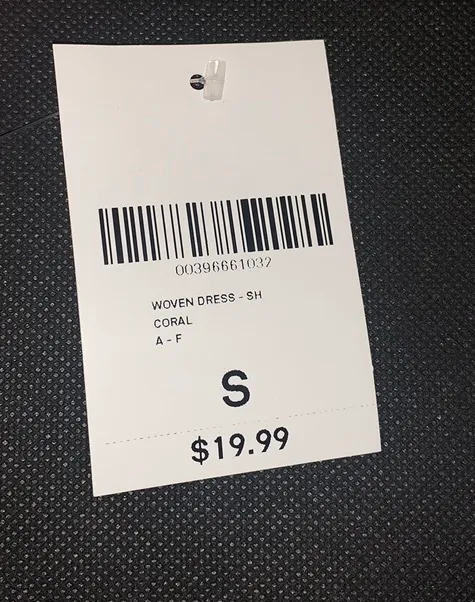 00396661032
WOVEN DRESS - SH
CORAL
A - F
S
$19.99